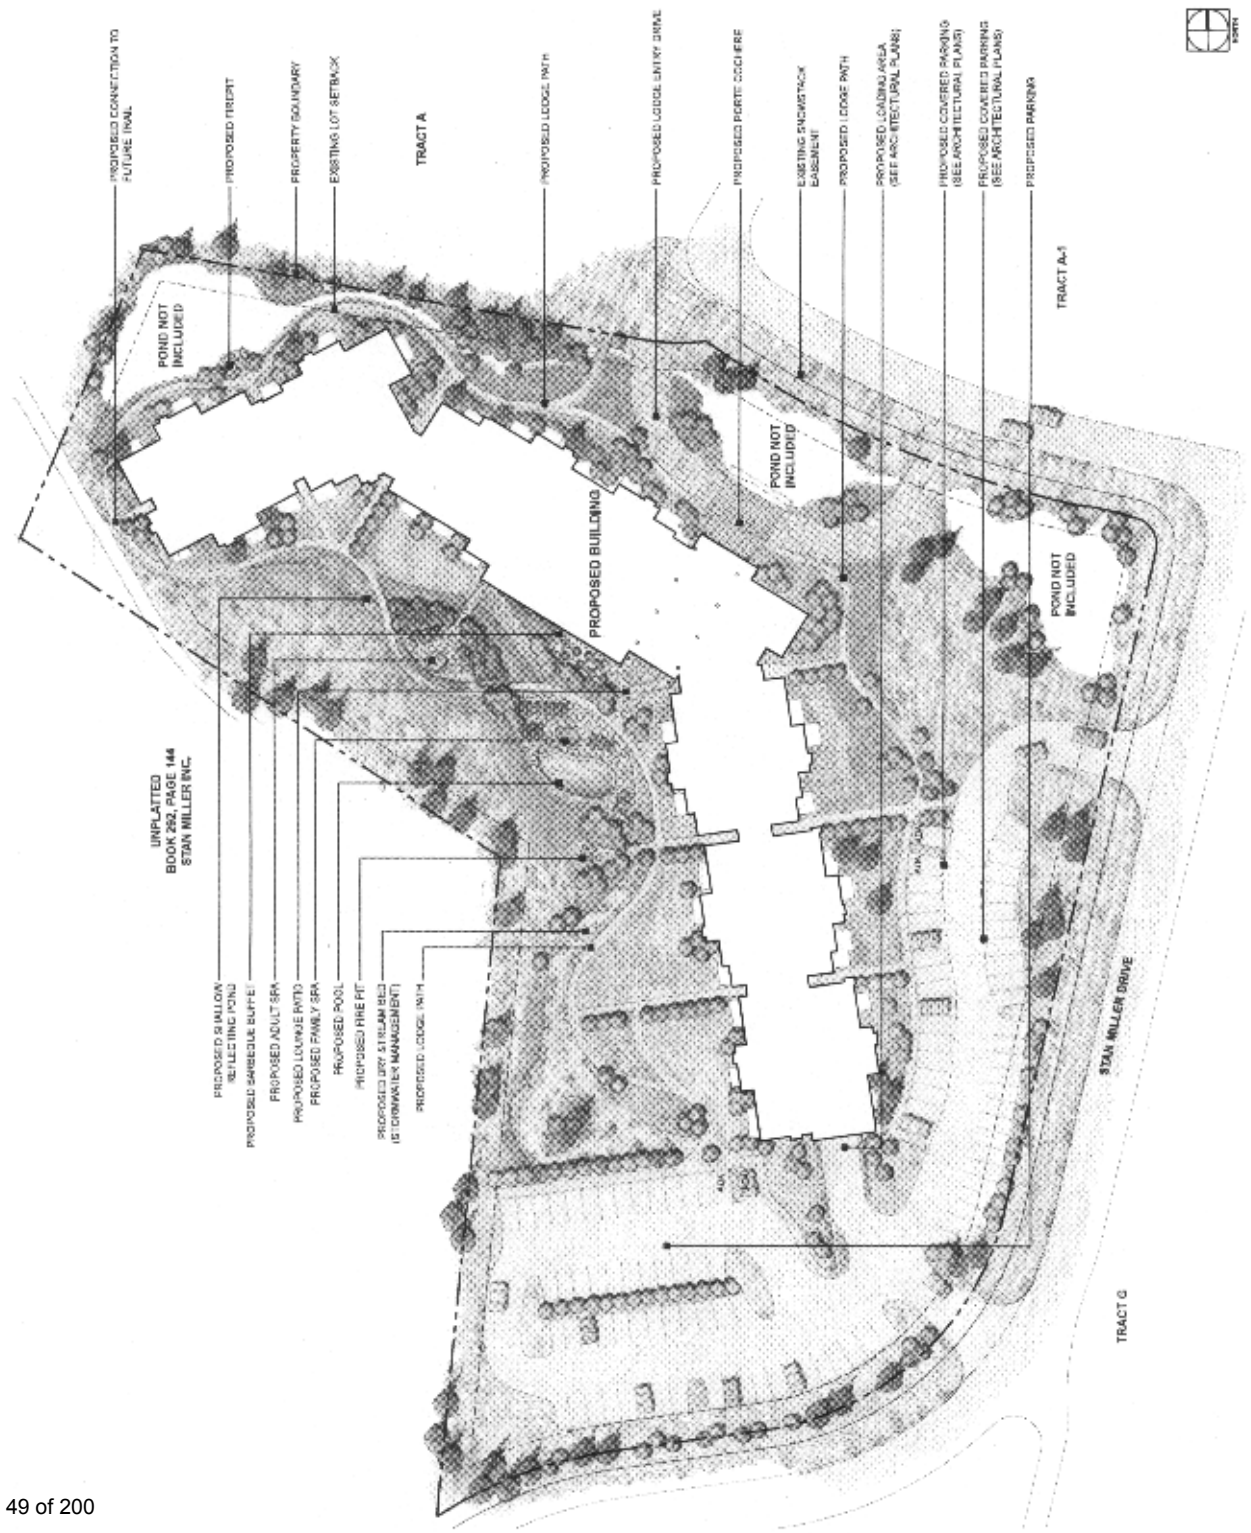 NORTH
PROPOSED CONNECTION TO
FUTURE TRAIL
PROPOSED FIREPIT
PROPERTY BOUNDARY
EXISTING LOT SETBACK
TRACT A
PROPOSED LODGE PATH
PROPOSED LODGE ENTRY DRIVE
PROPOSED PORTE COCHERE
EXISTING SNOWSTACK
EASEMENT
PROPOSED LODGE PATH
PROPOSED LOADING AREA
(SEE ARCHITECTURAL PLANS)
PROPOSED COVERED PARKING
(SEE ARCHITECTURAL PLANS)
PROPOSED COVERED PARKING
(SEE ARCHITECTURAL PLANS)
PROPOSED PARKING
TRACT A-1
POND NOT
INCLUDED
POND NOT
INCLUDED
POND NOT
INCLUDED
PROPOSED BUILDING
UNPLATTED
BOOK 292, PAGE 144
STAN MILLER INC.
PROPOSED SHALLOW
REFLECTING POND
PROPOSED BARBEQUE BUFFET
PROPOSED ADULT SPA
PROPOSED LOUNGE PATIO
PROPOSED FAMILY SPA
PROPOSED POOL
PROPOSED FIRE PIT
PROPOSED DRY STREAM BED
(STORMWATER MANAGEMENT)
PROPOSED LODGE PATH
ADA
STAN MILLER DRIVE
TRACT G
49 of 200